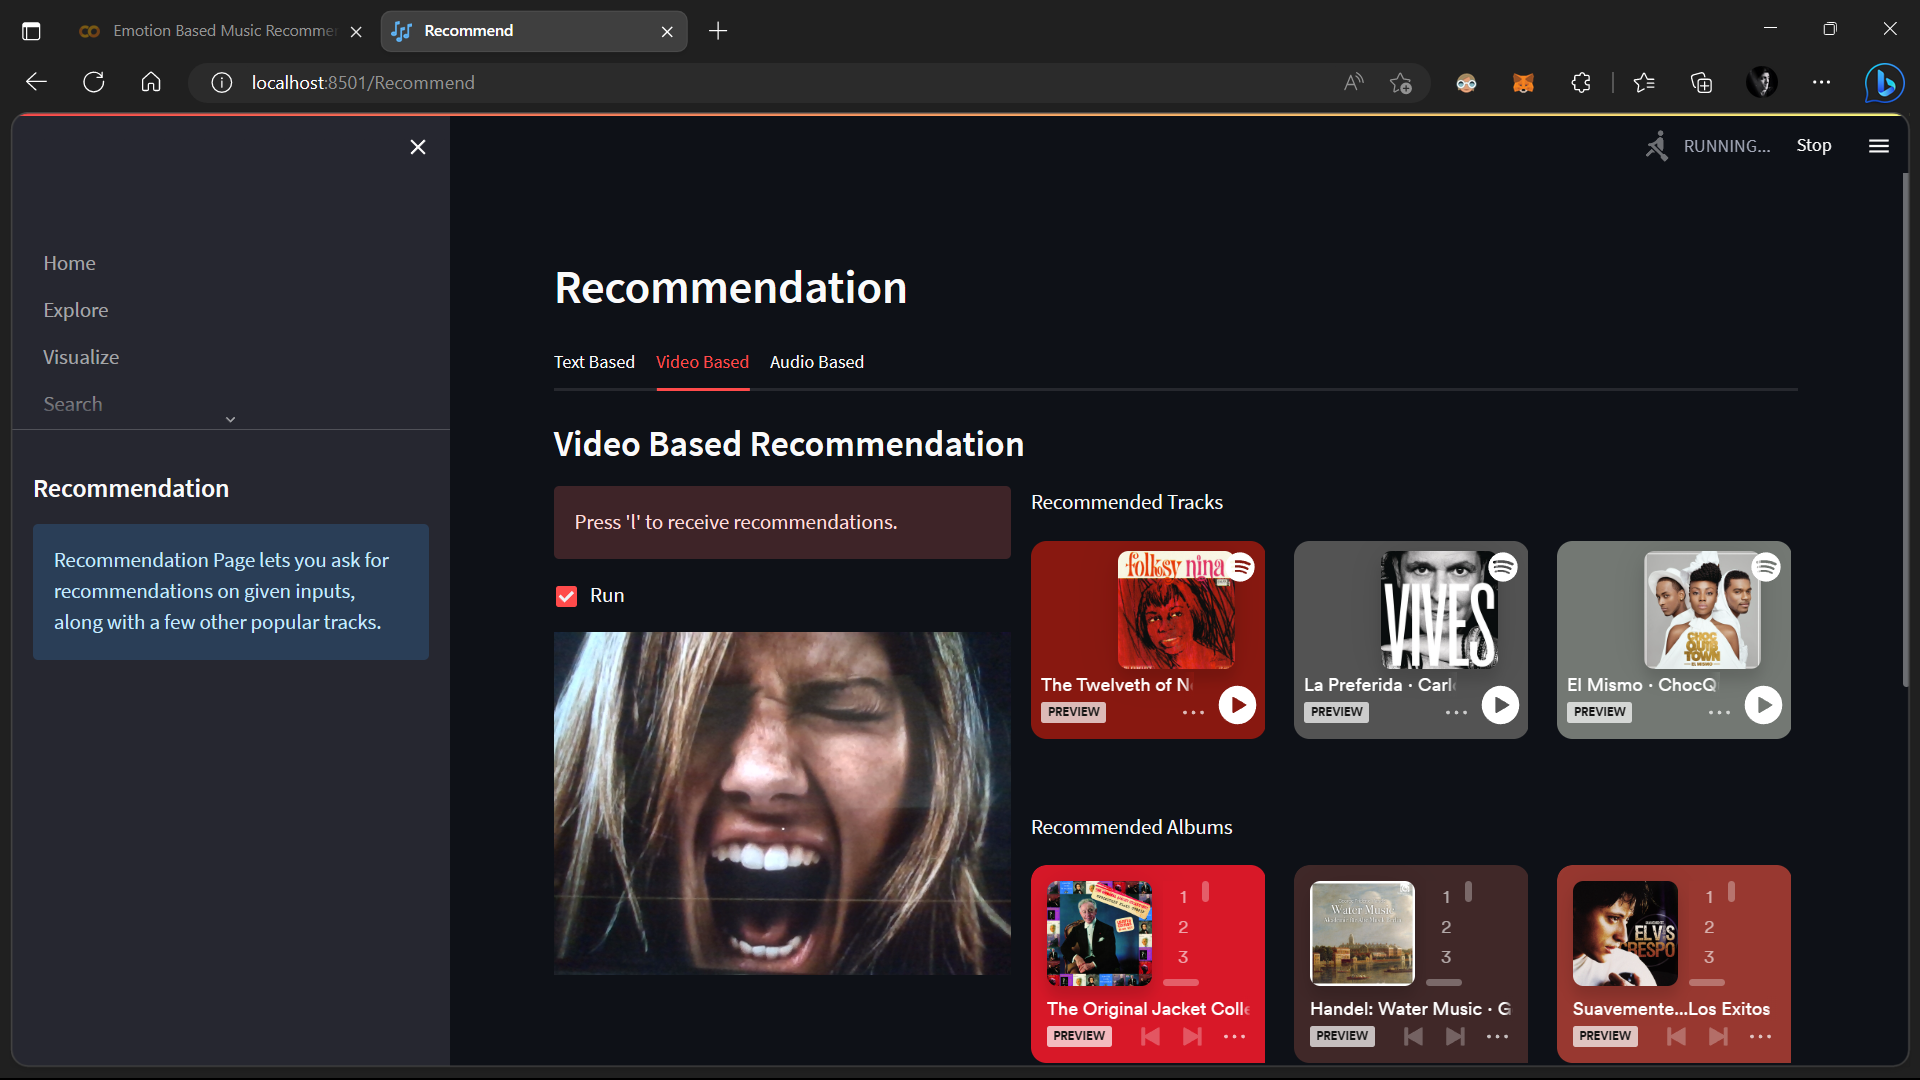 Emotion Based Music Recomme
Recommend
localhost:8501/Recommend
RUNNING...
Stop
Home
Explore
Visualize
Search
Recommendation
Recommendation Page lets you ask for
recommendations on given inputs,
along with a few other popular tracks.
Recommendation
Text Based
Video Based
Audio Based
Video Based Recommendation
Press 'l' to receive recommendations.
Run
Recommended Tracks
folksy nina
The Twelveth of N
PREVIEW
VIVES
La Preferida · Carl
PREVIEW
CHOC
QUIB
TOWN
EL MISMO
El Mismo · ChocQ
PREVIEW
Recommended Albums
1
2
3
The Original Jacket Colle
PREVIEW
Water Music
1
2
3
Handel: Water Music · G
PREVIEW
ELVIS
CRESPO
1
2
3
Suavemente...Los Exitos
PREVIEW